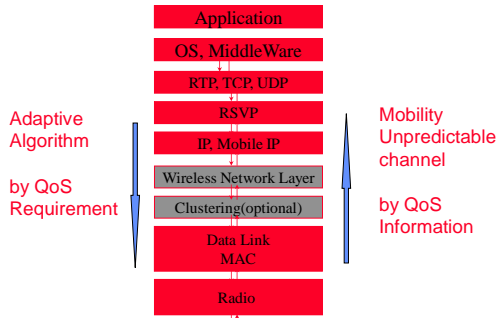 Application
OS, MiddleWare
RTP, TCP, UDP
RSVP
IP, Mobile IP
Wireless Network Layer
Clustering(optional)
Data Link
MAC
Radio
Adaptive
Algorithm
by QoS
Requirement
Mobility
Unpredictable
channel
by QoS
Information